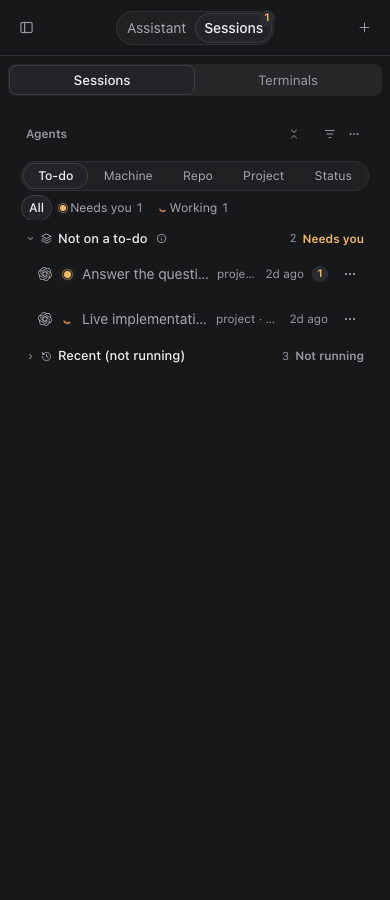 Assistant Sessions 1
Sessions Terminals
Agents
To-do Machine Repo Project Status
All Needs you 1 Working 1
Not on a to-do 2 Needs you
Answer the questi... proje... 2d ago 1
Live implementati... project · ... 2d ago
Recent (not running) 3 Not running